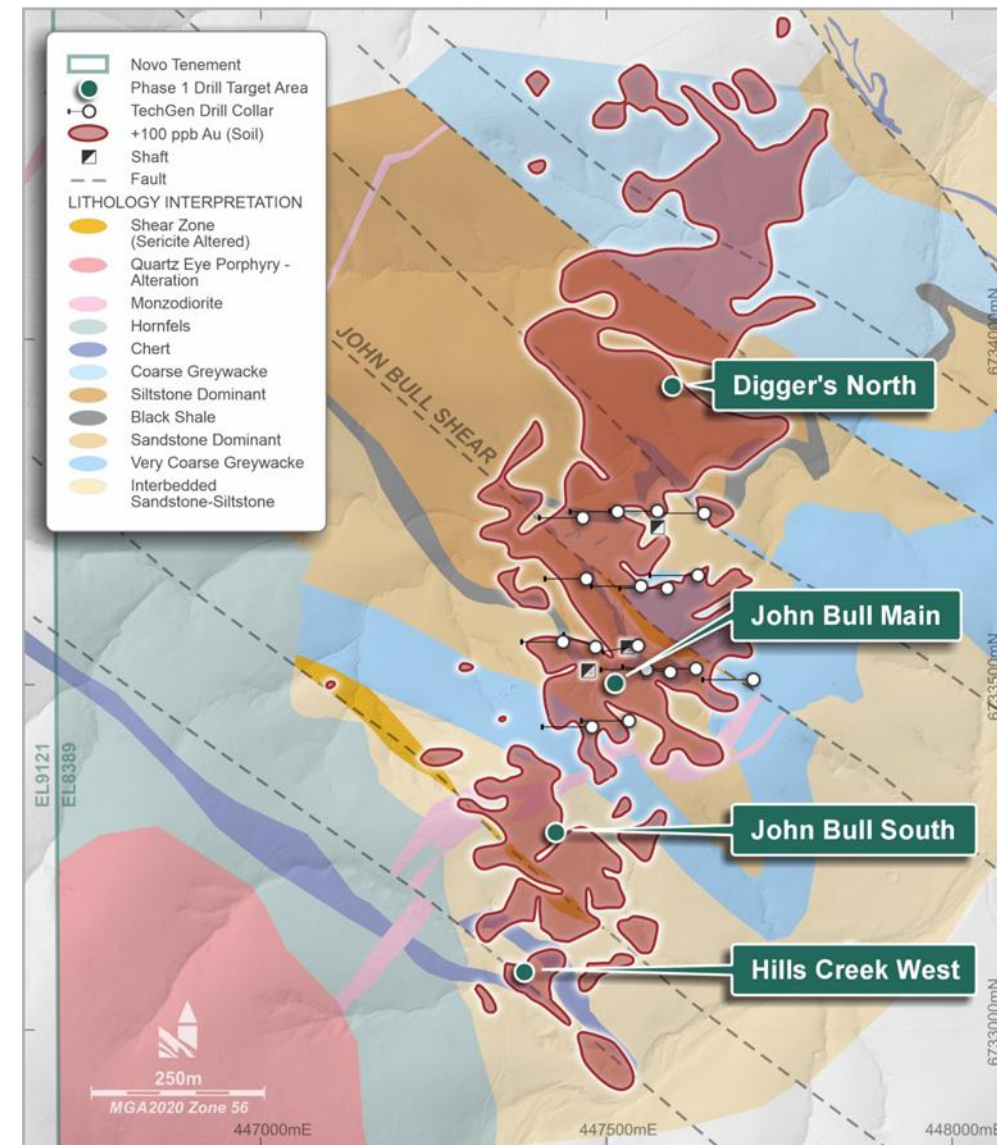 Novo Tenement
Phase 1 Drill Target Area
TechGen Drill Collar
+100 ppb Au (Soil)
Shaft
Fault
LITHOLOGY INTERPRETATION
Shear Zone
(Sericite Altered)
Quartz Eye Porphyry -
Alteration
Monzodiorite
Hornfels
Chert
Coarse Greywacke
Siltstone Dominant
Black Shale
Sandstone Dominant
Very Coarse Greywacke
Interbedded
Sandstone-Siltstone
JOHN BULL SHEAR
Digger's North
John Bull Main
John Bull South
Hills Creek West
6734000mN
6733500mN
6733000mN
EL9121
EL8389
250m
MGA2020 Zone 56
447000mE
447500mE
448000mE